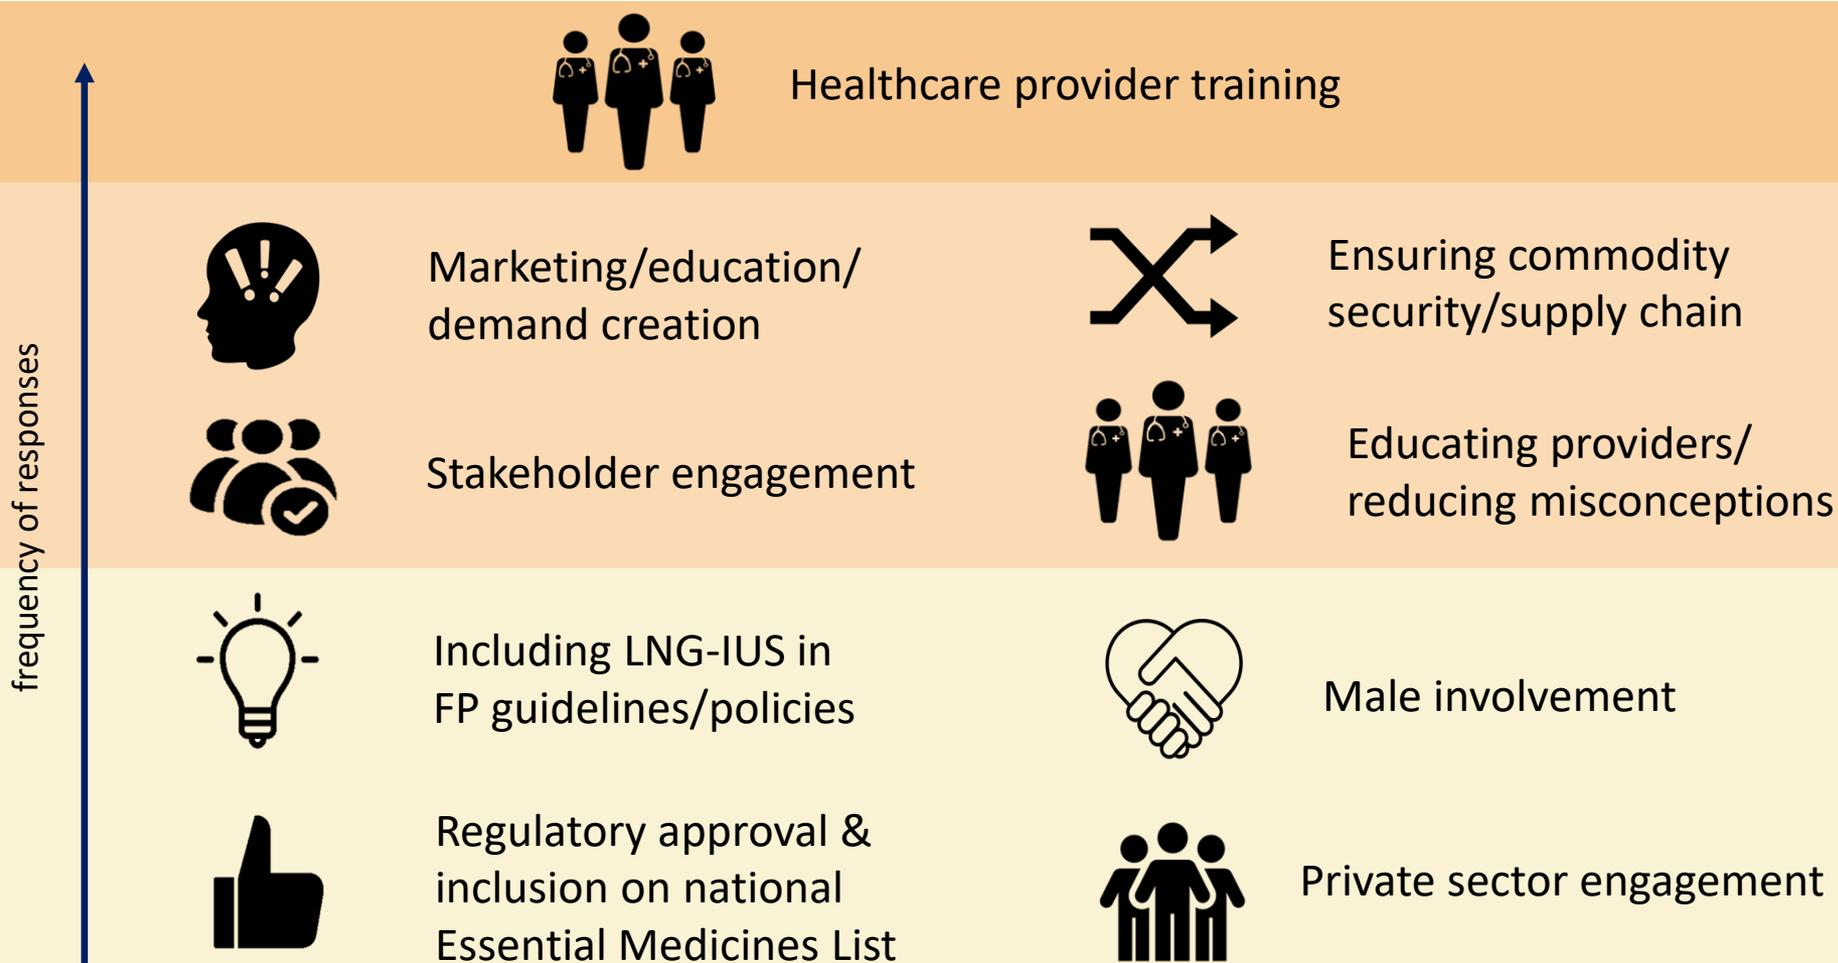 Healthcare provider training
Marketing/education/
demand creation
Ensuring commodity
security/supply chain
Stakeholder engagement
Educating providers/
reducing misconceptions
frequency of responses
Including LNG-IUS in
FP guidelines/policies
Male involvement
Regulatory approval &
inclusion on national
Essential Medicines List
Private sector engagement